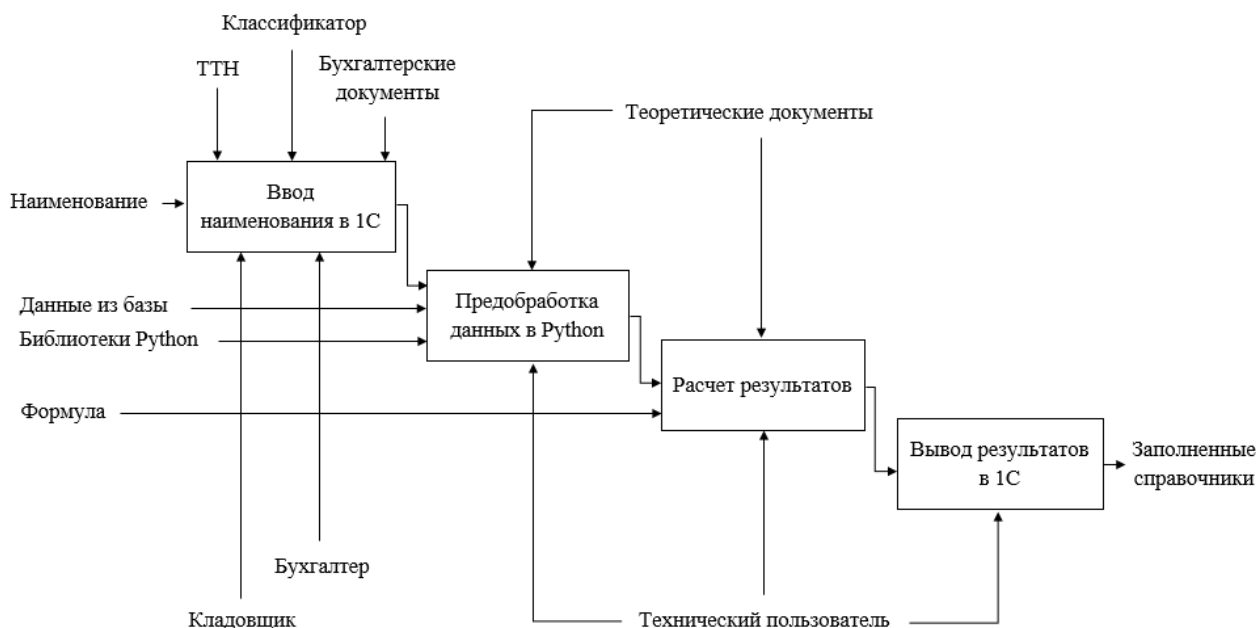 Классификатор
ТТН
Бухгалтерские
документы
Теоретические документы
Наименование
Ввод
наименования в 1С
Данные из базы
Библиотеки Python
Предобработка
данных в Python
Расчет результатов
Формула
Вывод результатов
в 1С
Заполненные
справочники
Бухгалтер
Кладовщик
Технический пользователь